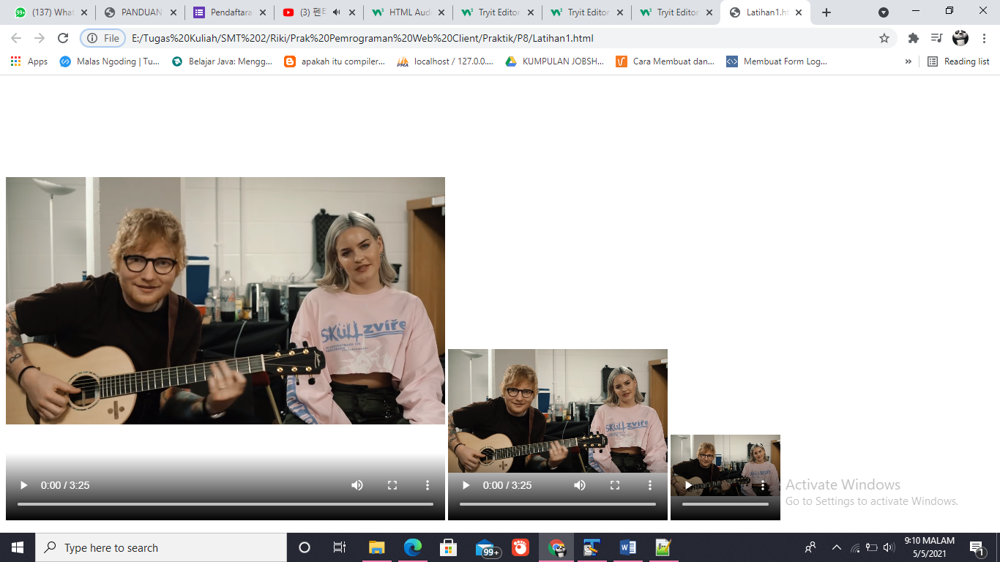 (137) What
PANDUAN
Pendaftara
(3) 펜E
HTML Aud
Tryit Editor
Tryit Editor
Tryit Editor
Latihan1.ht
File
E:/Tugas%20Kuliah/SMT%202/Riki/Prak%20Pemrograman%20Web%20Client/Praktik/P8/Latihan1.html
Apps
Malas Ngoding | Tu...
Belajar Java: Mengg...
apakah itu compiler...
localhost / 127.0.0....
KUMPULAN JOBSH...
Cara Membuat dan...
Membuat Form Log...
»
Reading list
SKÜLL zvíře
SKÜLL zvíře
0:00 / 3:25
0:00 / 3:25
Activate Windows
Go to Settings to activate Windows.
Type here to search
99+
9:10 MALAM
5/5/2021
1